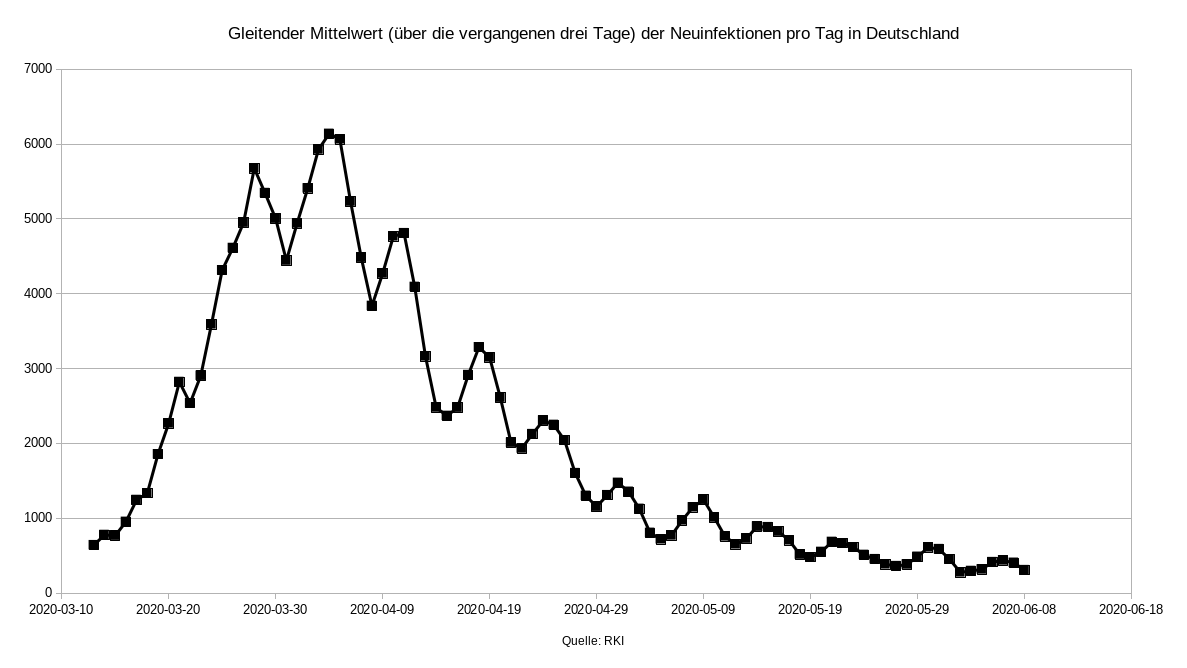 Gleitender Mittelwert (über die vergangenen drei Tage) der Neuinfektionen pro Tag in Deutschland
7000
6000
5000
4000
3000
2000
1000
0
2020-03-10 2020-03-20 2020-03-30 2020-04-09 2020-04-19 2020-04-29 2020-05-09 2020-05-19 2020-05-29 2020-06-08 2020-06-18
Quelle: RKI